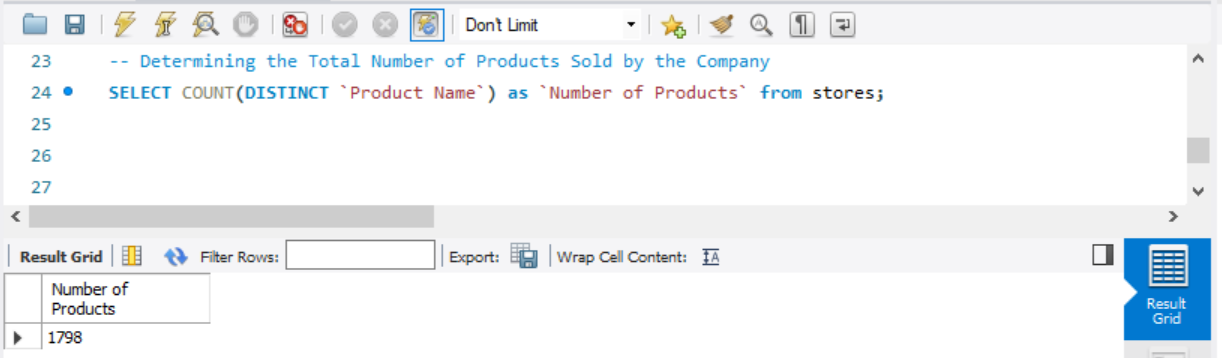 Don't Limit
23 -- Determining the Total Number of Products Sold by the Company
24 SELECT COUNT(DISTINCT `Product Name`) as `Number of Products` from stores;
25
26
27
Result Grid Filter Rows: Export: Wrap Cell Content:
Number of
Products
1798
Result
Grid